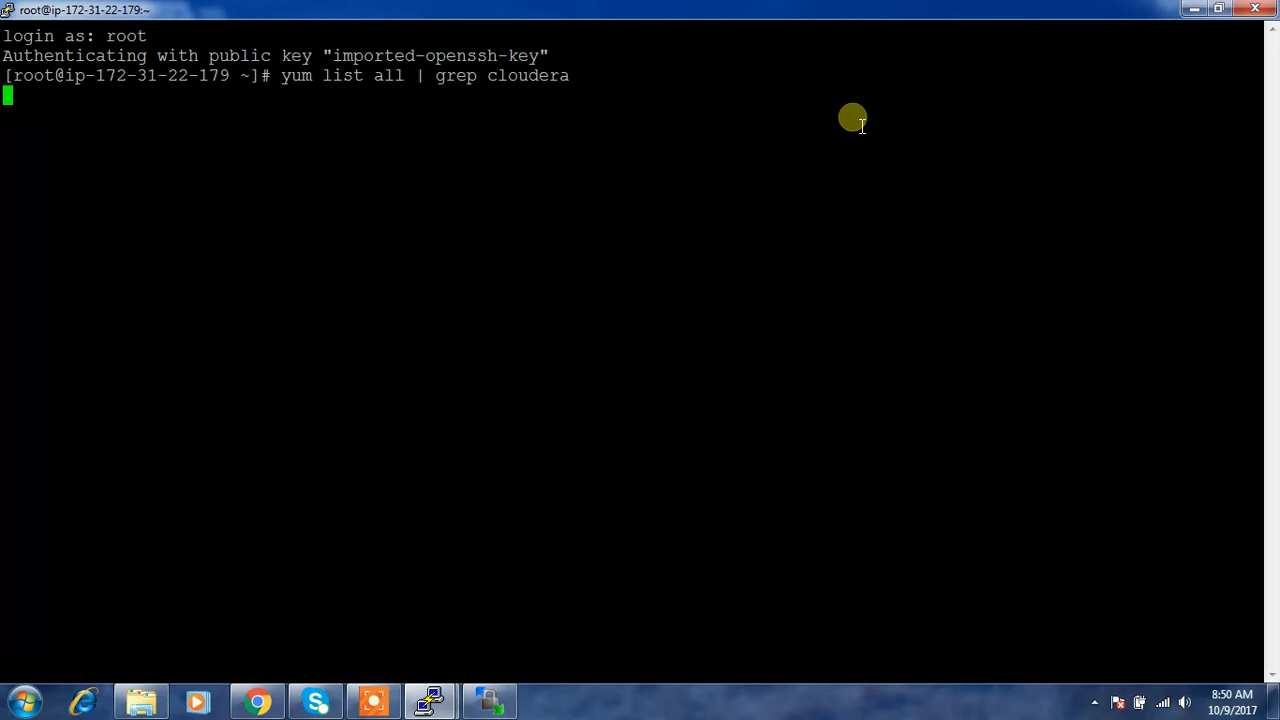 root@ip-172-31-22-179:~
login as: root
Authenticating with public key "imported-openssh-key"
[root@ip-172-31-22-179 ~]# yum list all | grep cloudera
8:50 AM
10/9/2017